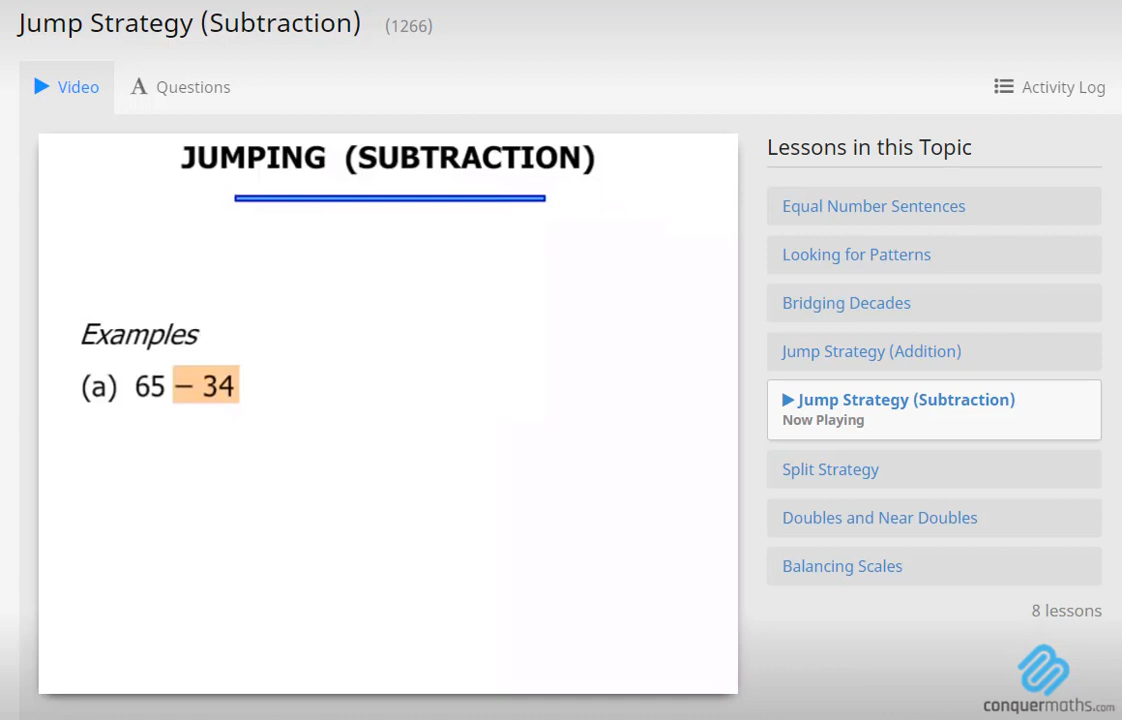 Jump Strategy (Subtraction) (1266)
Video Questions Activity Log
JUMPING (SUBTRACTION)
Examples
(a) 65 – 34
Lessons in this Topic
Equal Number Sentences
Looking for Patterns
Bridging Decades
Jump Strategy (Addition)
Jump Strategy (Subtraction)
Now Playing
Split Strategy
Doubles and Near Doubles
Balancing Scales
8 lessons
conquermaths.com